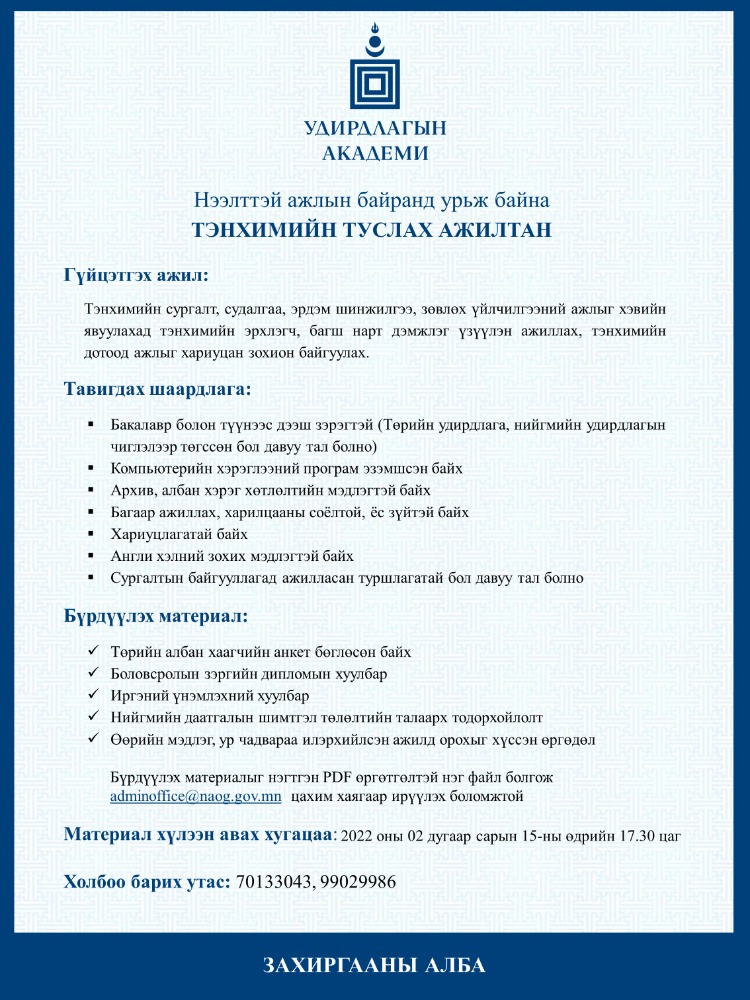 УДИРДЛАГЫН
АКАДЕМИ
Нээлттэй ажлын байранд урьж байна
ТЭНХИМИЙН ТУСЛАХ АЖИЛТАН
Гүйцэтгэх ажил:
Тэнхимийн сургалт, судалгаа, эрдэм шинжилгээ, зөвлөх үйлчилгээний ажлыг хэвийн
явуулахад тэнхимийн эрхлэгч, багш нарт дэмжлэг үзүүлэн ажиллах, тэнхимийн
дотоод ажлыг хариуцан зохион байгуулах.
Тавигдах шаардлага:
▪ Бакалавр болон түүнээс дээш зэрэгтэй (Төрийн удирдлага, нийгмийн удирдлагын
чиглэлээр төгссөн бол давуу тал болно)
▪ Компьютерийн хэрэглээний програм эзэмшсэн байх
▪ Архив, албан хэрэг хөтлөлтийн мэдлэгтэй байх
▪ Багаар ажиллах, харилцааны соёлтой, ёс зүйтэй байх
▪ Хариуцлагатай байх
▪ Англи хэлний зохих мэдлэгтэй байх
▪ Сургалтын байгууллагад ажилласан туршлагатай бол давуу тал болно
Бүрдүүлэх материал:
✓ Төрийн албан хаагчийн анкет бөглөсөн байх
✓ Боловсролын зэргийн дипломын хуулбар
✓ Иргэний үнэмлэхний хуулбар
✓ Нийгмийн даатгалын шимтгэл төлөлтийн талаарх тодорхойлолт
✓ Өөрийн мэдлэг, ур чадвараа илэрхийлсэн ажилд орохыг хүссэн өргөдөл
Бүрдүүлэх материалыг нэгтгэн PDF өргөтгөлтэй нэг файл болгож
adminoffice@naog.gov.mn цахим хаягаар ирүүлэх боломжтой
Материал хүлээн авах хугацаа: 2022 оны 02 дугаар сарын 15-ны өдрийн 17.30 цаг
Холбоо барих утас: 70133043, 99029986
ЗАХИРГААНЫ АЛБА